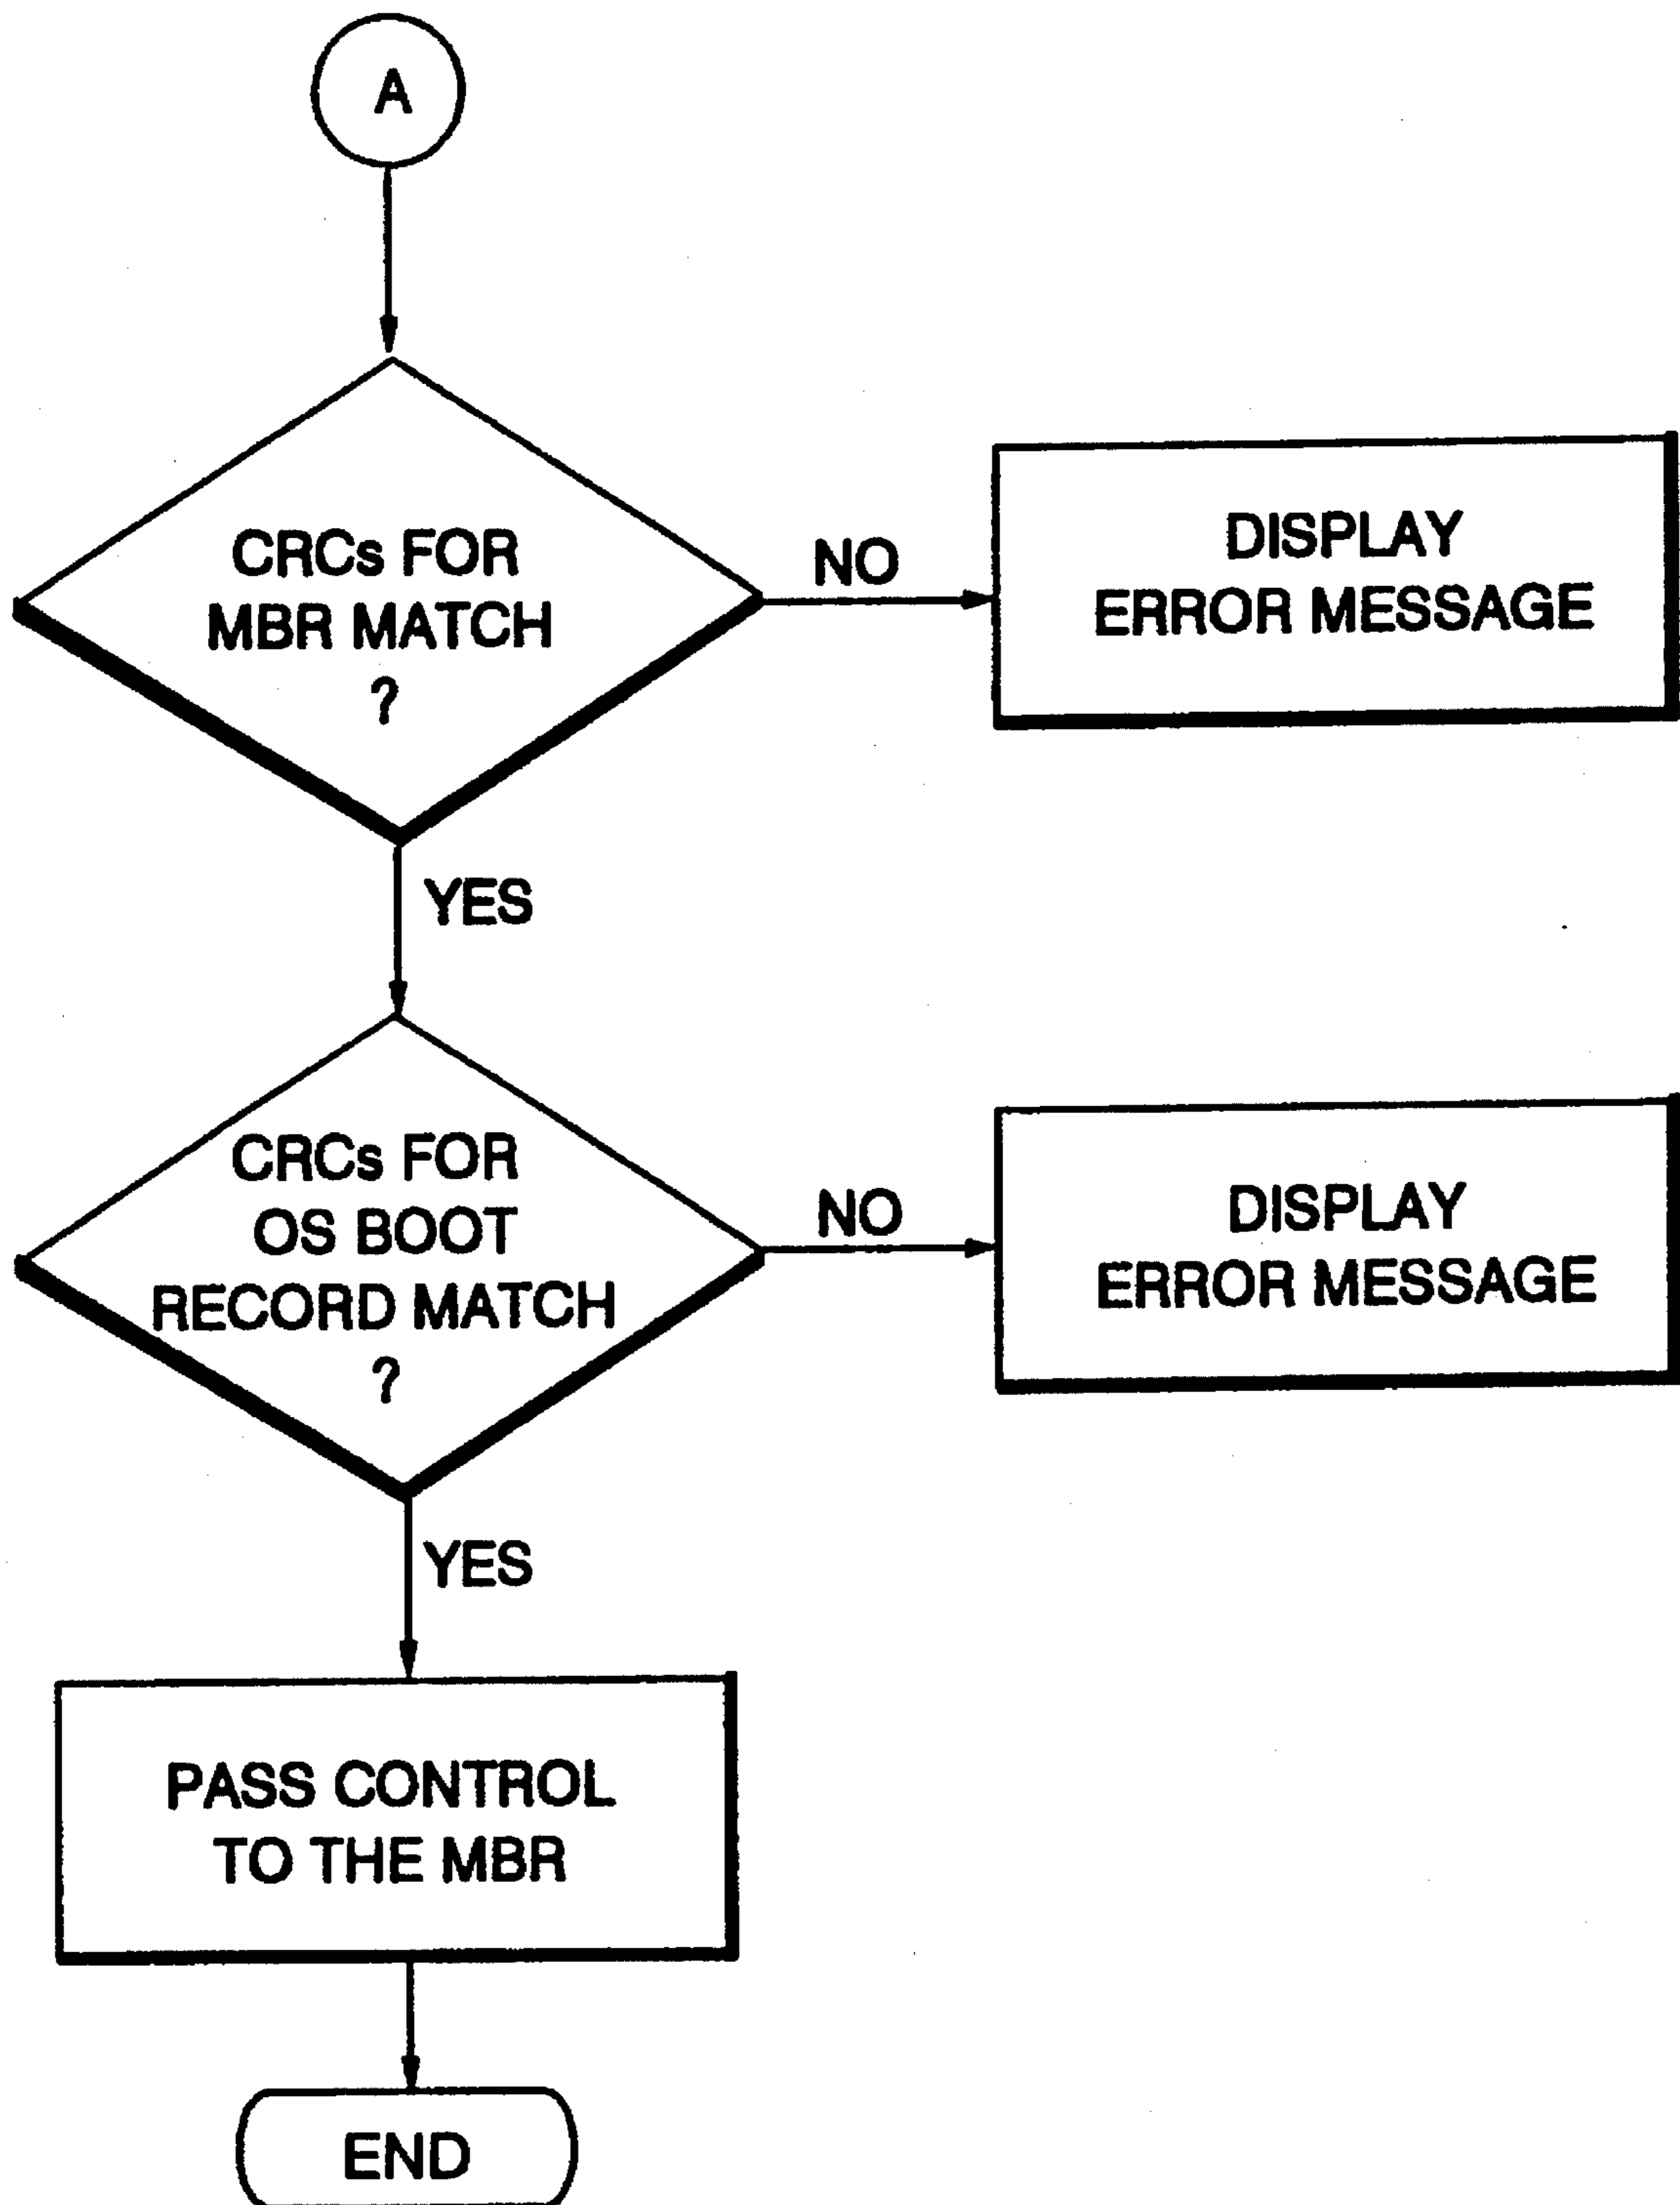 A
CRCs FOR
MBR MATCH
?
NO
DISPLAY
ERROR MESSAGE
YES
CRCs FOR
OS BOOT
RECORD MATCH
?
NO
DISPLAY
ERROR MESSAGE
YES
PASS CONTROL
TO THE MBR
END